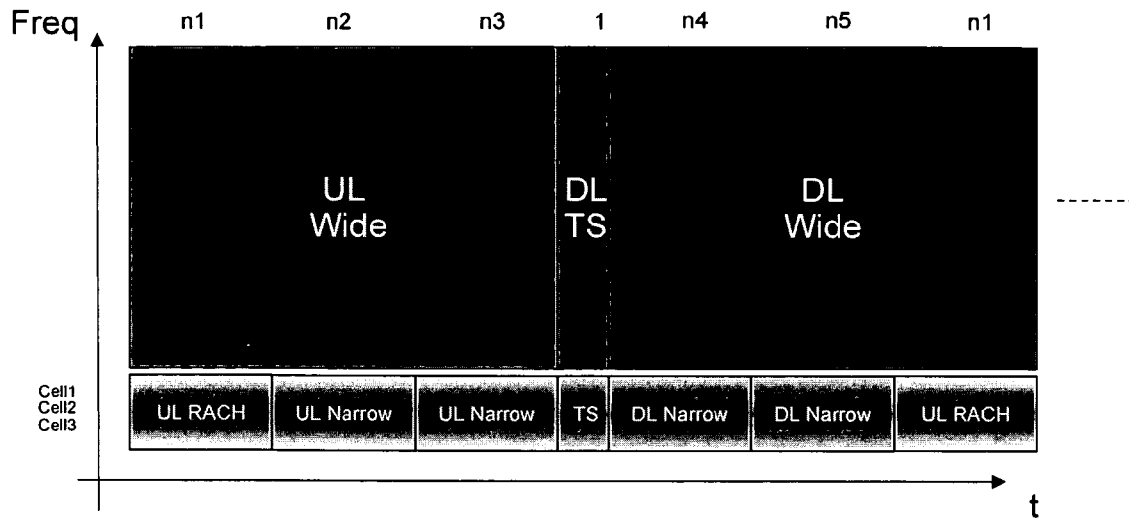 Freq n1 n2 n3 1 n4 n5 n1
UL DL DL
Wide TS Wide
Cell1
Cell2
Cell3
UL RACH UL Narrow UL Narrow TS DL Narrow DL Narrow UL RACH
t